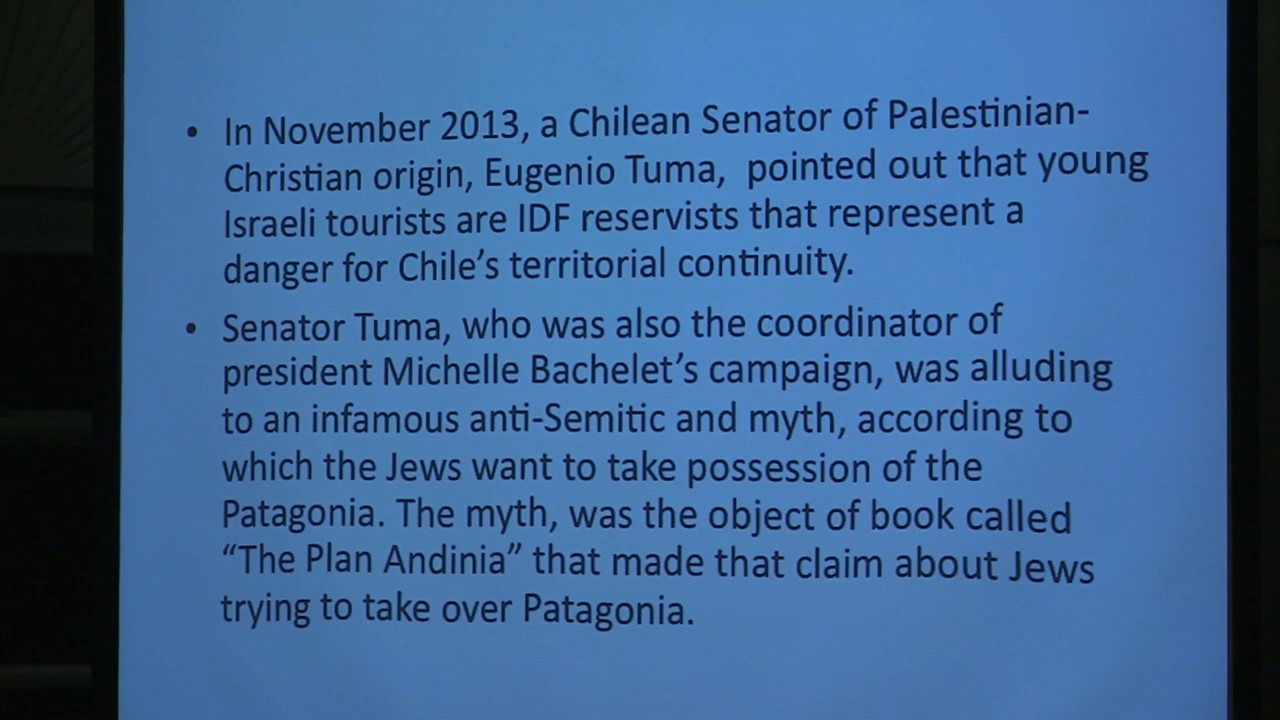 • In November 2013, a Chilean Senator of Palestinian-
Christian origin, Eugenio Tuma,  pointed out that young
Israeli tourists are IDF reservists that represent a
danger for Chile’s territorial continuity.
• Senator Tuma, who was also the coordinator of
president Michelle Bachelet’s campaign, was alluding
to an infamous anti-Semitic and myth, according to
which the Jews want to take possession of the
Patagonia. The myth, was the object of book called
“The Plan Andinia” that made that claim about Jews
trying to take over Patagonia.